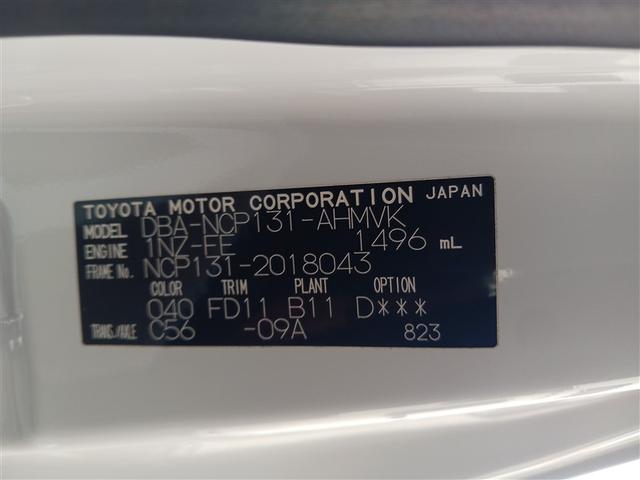 TOYOTA MOTOR CORPORATION JAPAN
MODEL DBA-NCP131-AHMVK
ENGINE 1NZ-FE 1496 mL
FRAME No. NCP131-2018043
COLOR TRIM PLANT OPTION
040 FD11 B11 D***
TRANS./AXLE C56 -09A 823